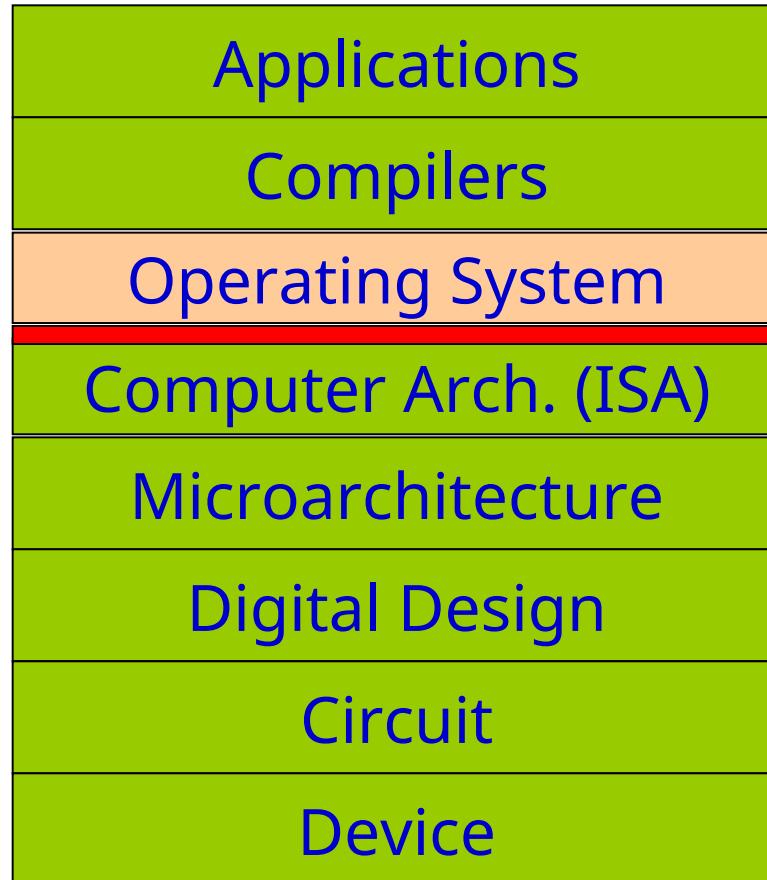 Applications
Compilers
Operating System
Computer Arch. (ISA)
Microarchitecture
Digital Design
Circuit
Device